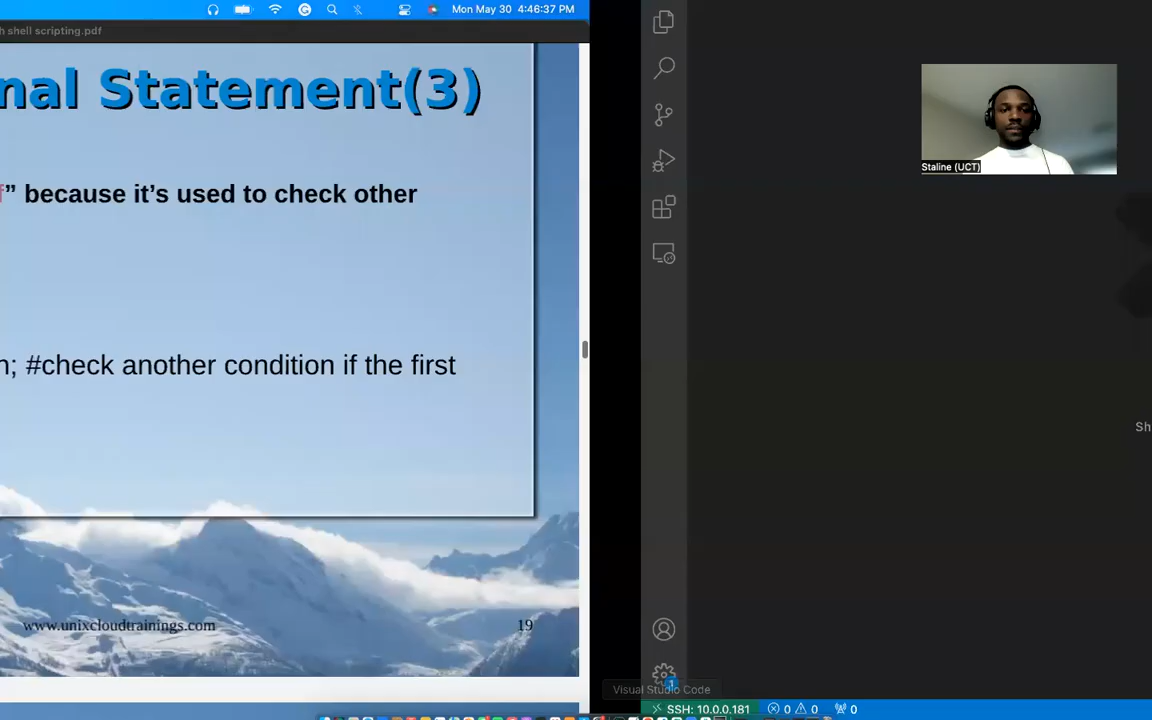 Mon May 30 4:46:37 PM
h shell scripting.pdf
nal Statement(3)
f” because it’s used to check other
n; #check another condition if the first
www.unixcloudtrainings.com
19
Staline (UCT)
Sh
1
Visual Studio Code
SSH: 10.0.0.181
0
0
0